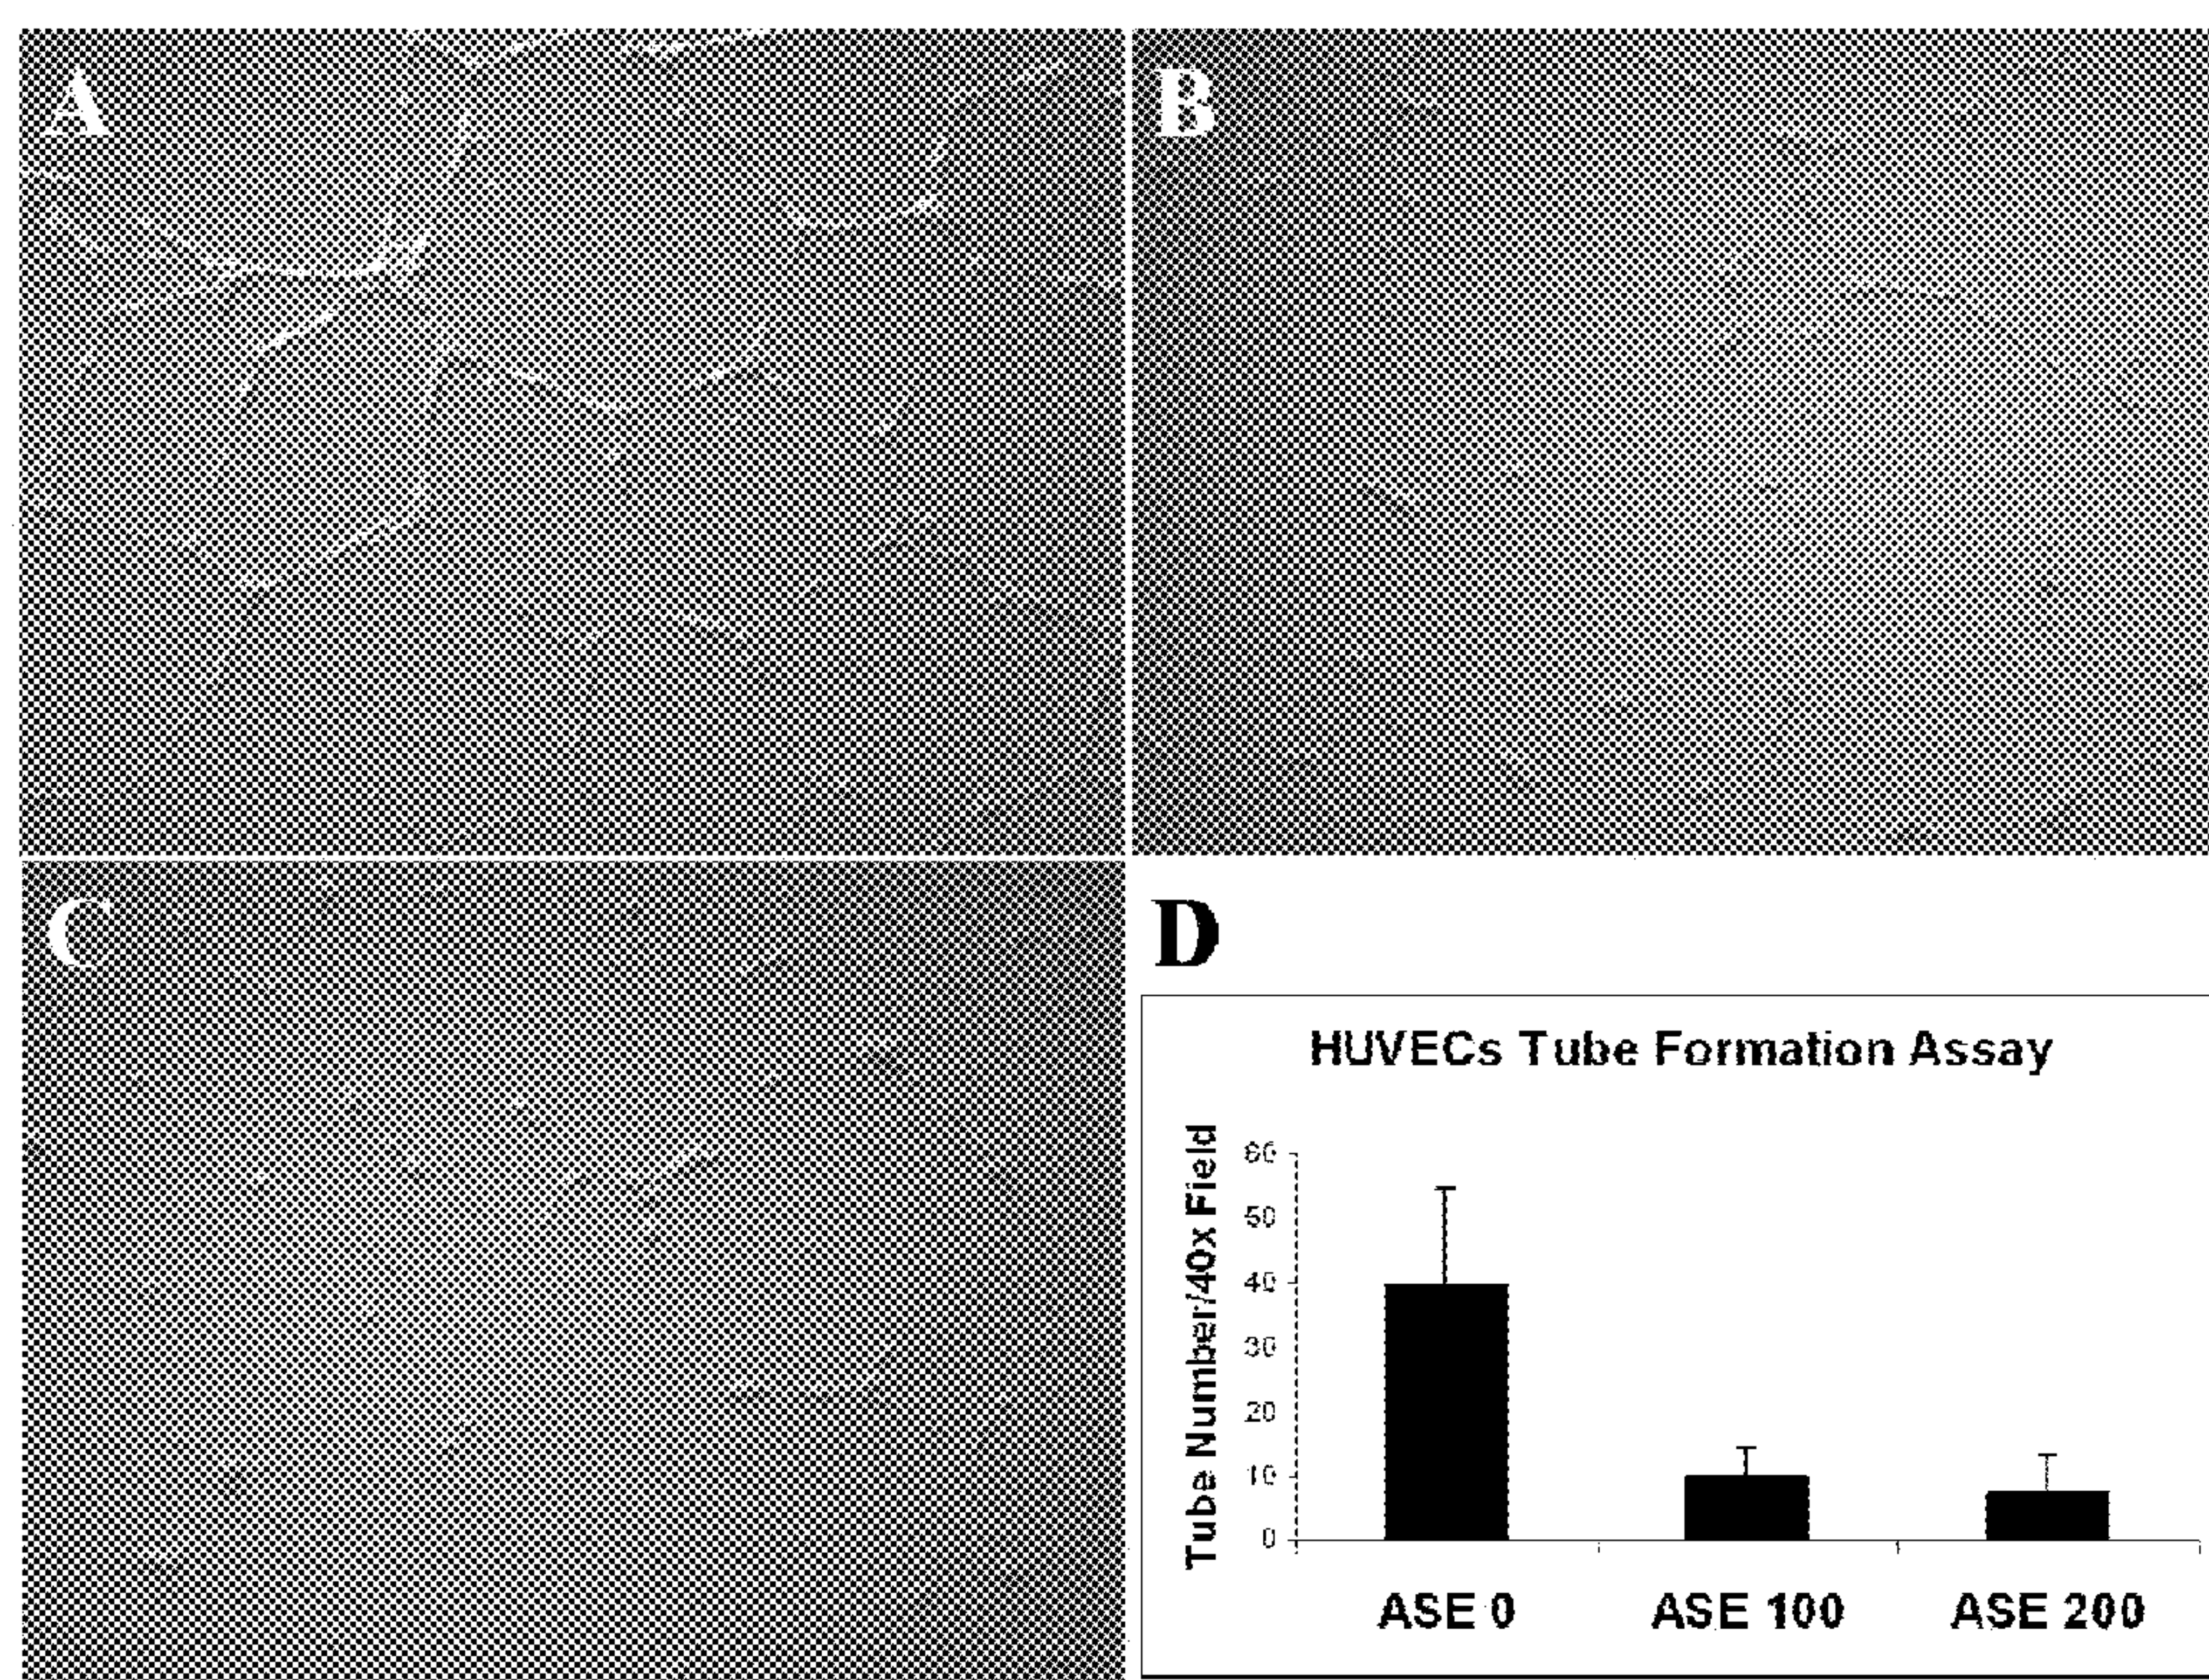 A
B
C
D
HUVECs Tube Formation Assay
Tube Number/40x Field
60
50
40
30
20
10
0
ASE 0
ASE 100
ASE 200